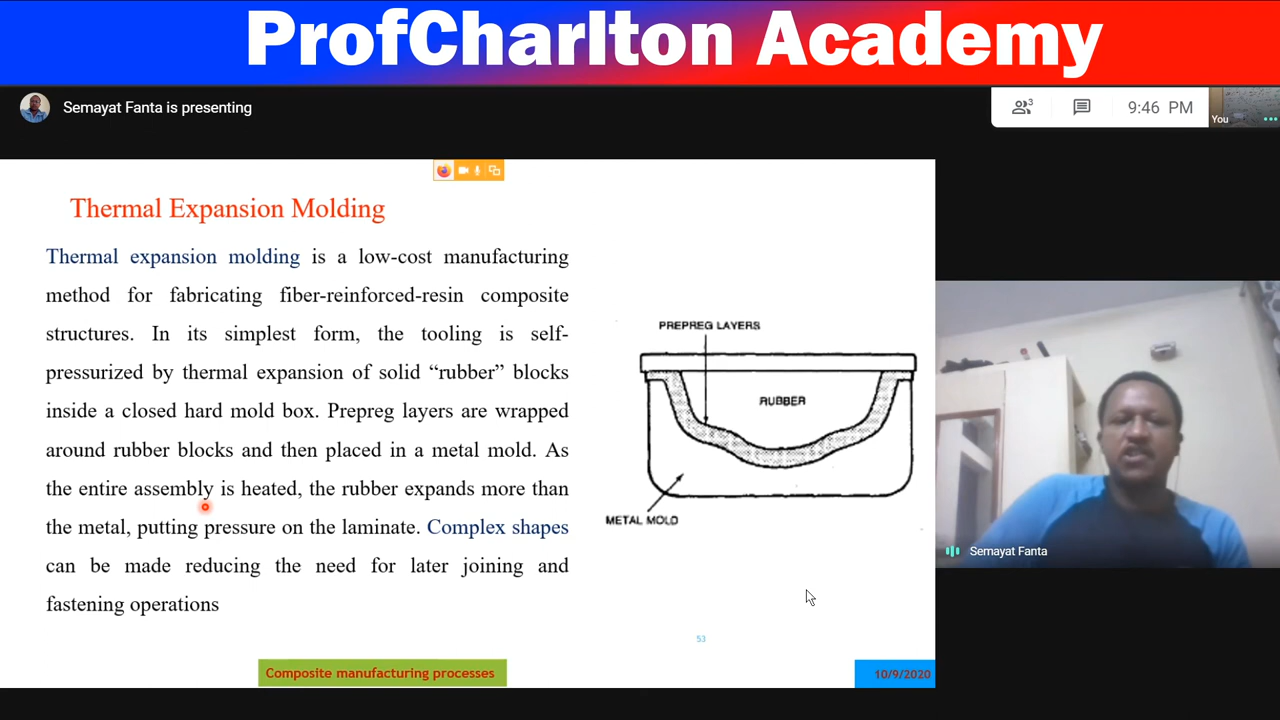 ProfCharlton Academy
Semayat Fanta is presenting
3
9:46 PM
You
Thermal Expansion Molding
Thermal expansion molding is a low-cost manufacturing
method for fabricating fiber-reinforced-resin composite
structures. In its simplest form, the tooling is self-
pressurized by thermal expansion of solid “rubber” blocks
inside a closed hard mold box. Prepreg layers are wrapped
around rubber blocks and then placed in a metal mold. As
the entire assembly is heated, the rubber expands more than
the metal, putting pressure on the laminate. Complex shapes
can be made reducing the need for later joining and
fastening operations
PREPREG LAYERS
RUBBER
METAL MOLD
Semayat Fanta
53
Composite manufacturing processes
10/9/2020